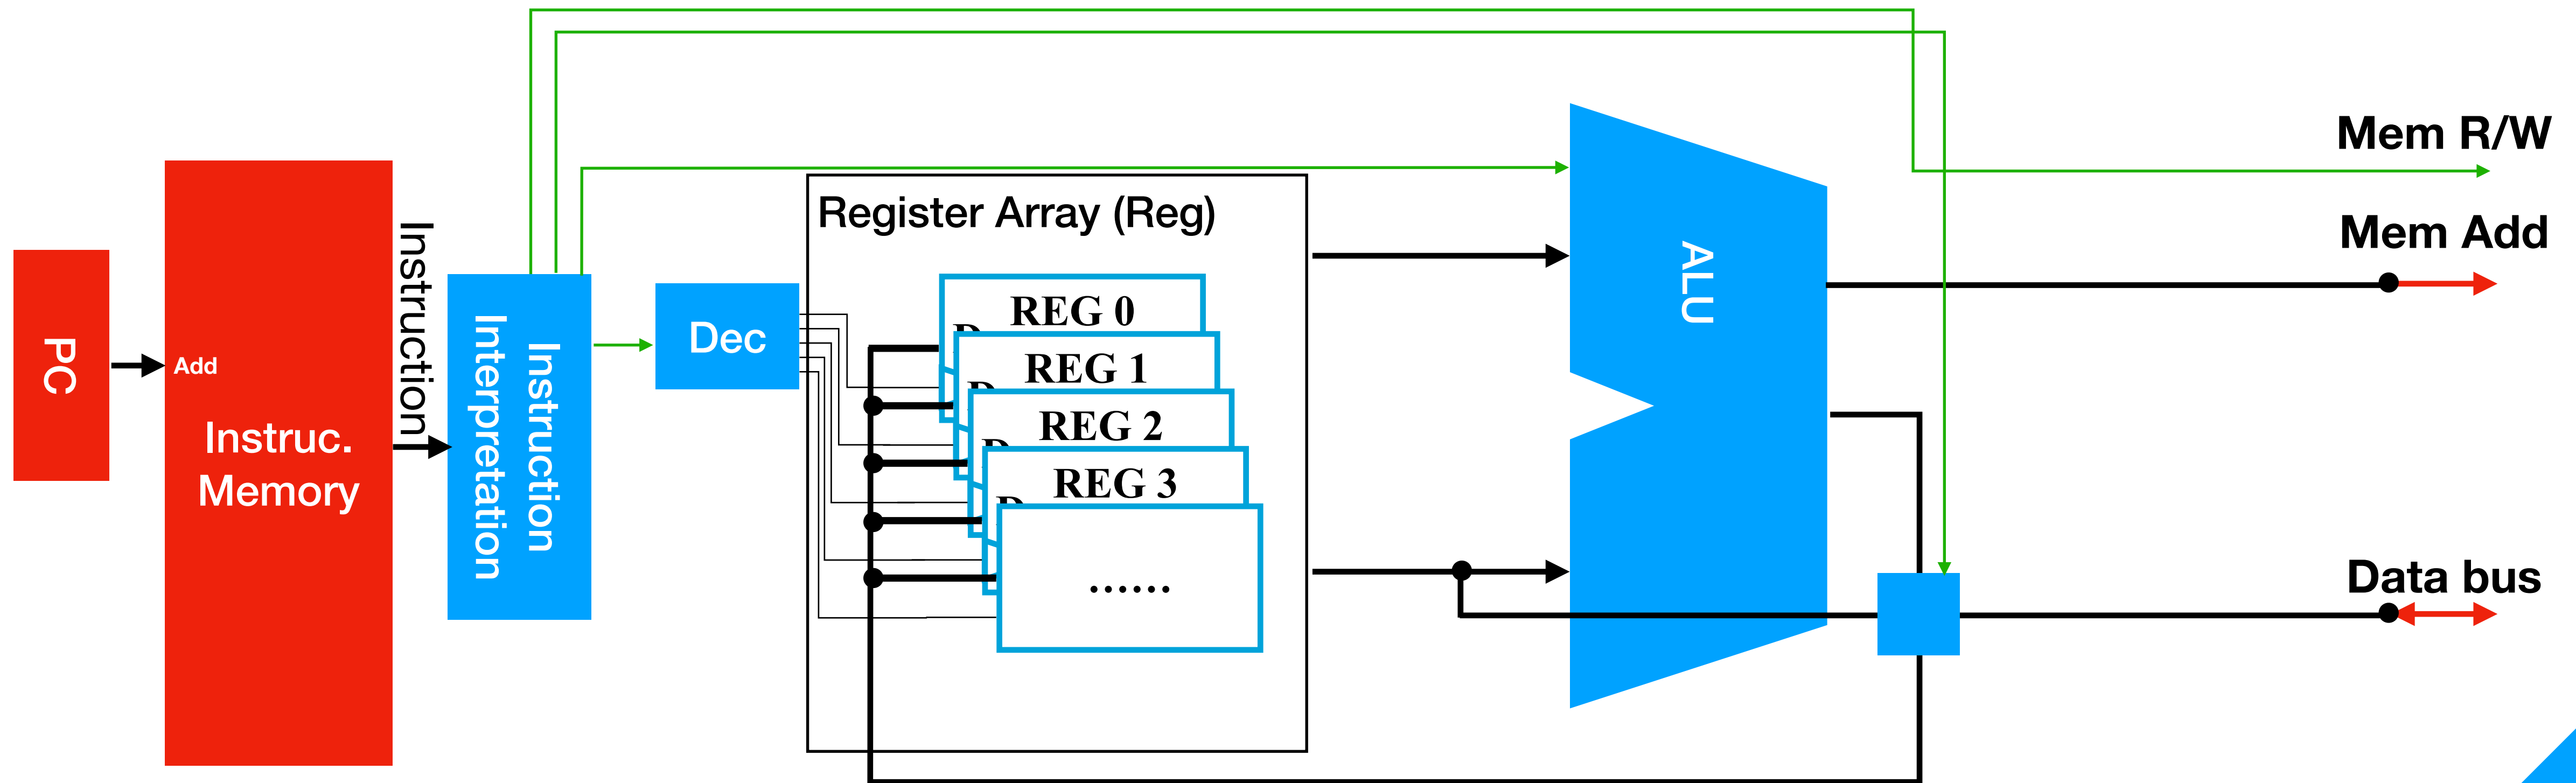 PC
Add
Instruc.
Memory
Instruction
Instruction
Interpretation
Dec
Register Array (Reg)
REG 0
REG 1
REG 2
REG 3
......
ALU
Mem R/W
Mem Add
Data bus